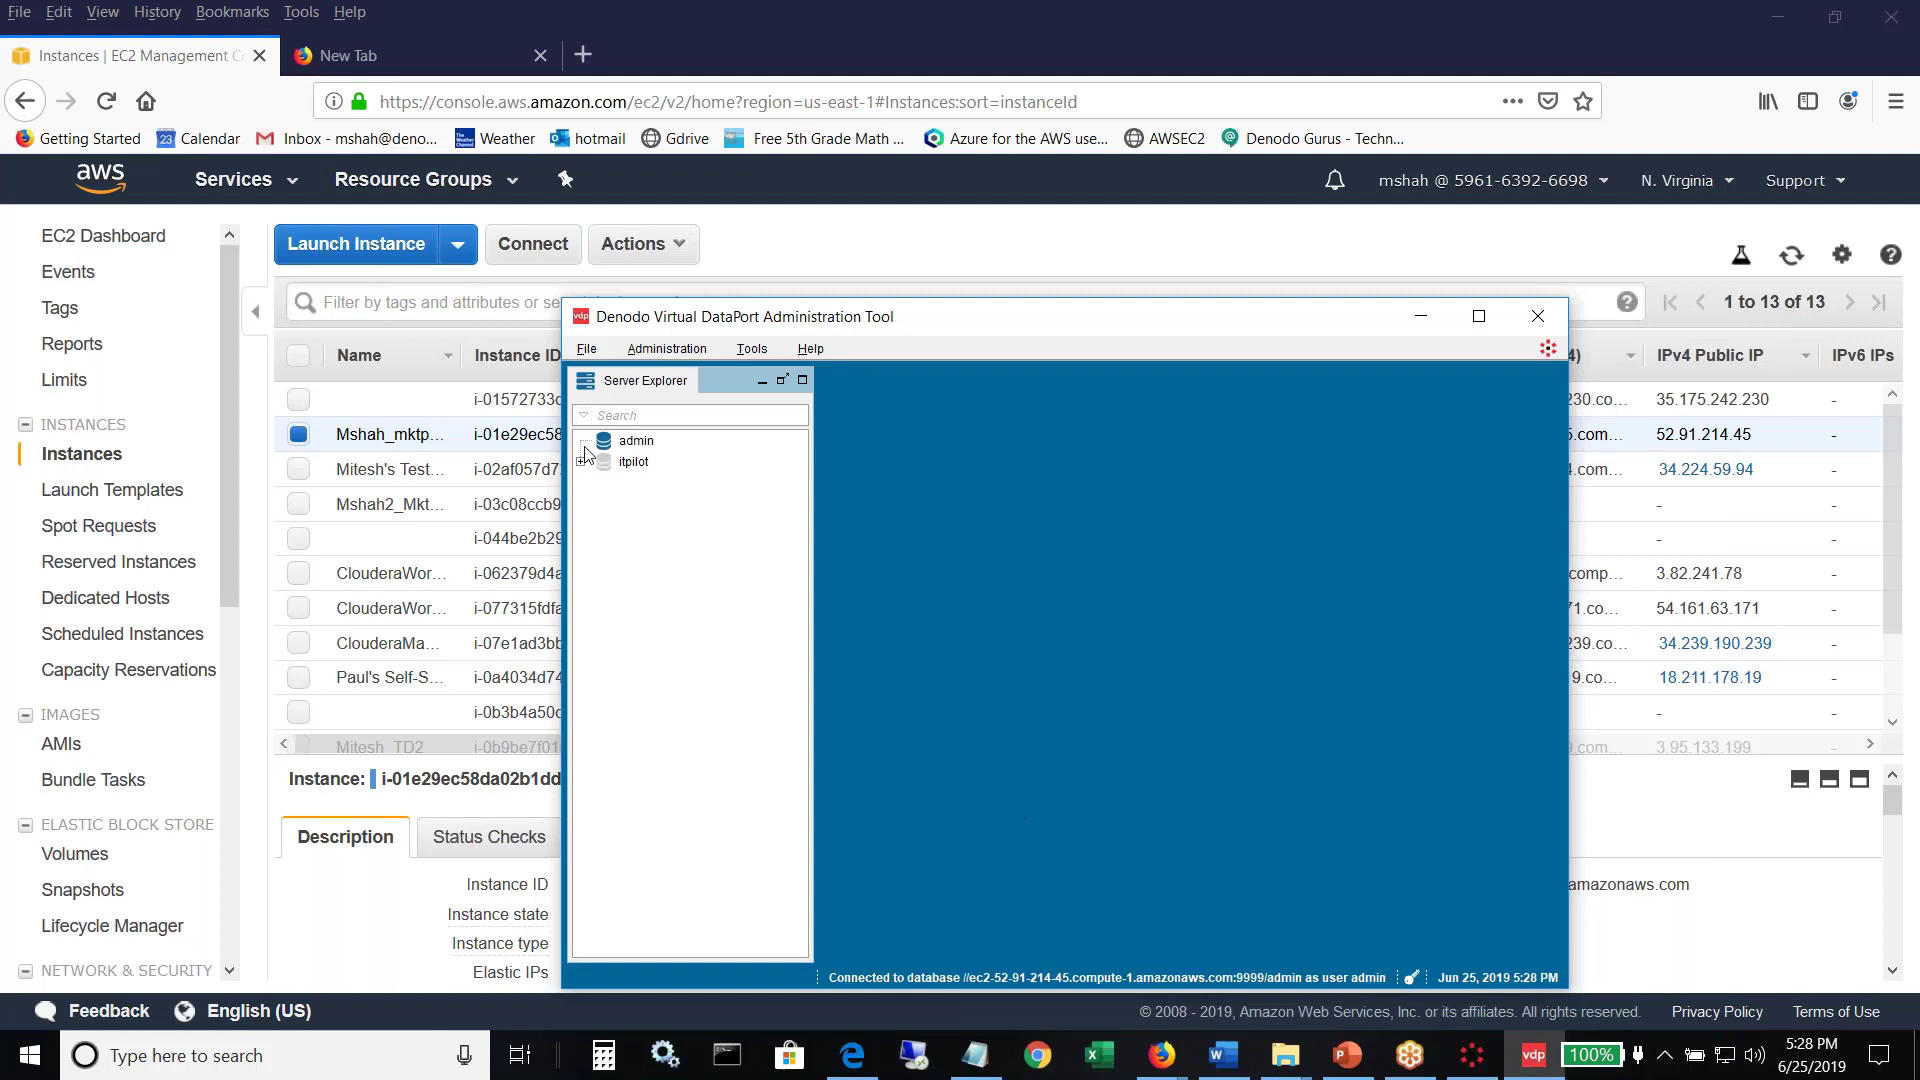 File Edit View History Bookmarks Tools Help
Instances | EC2 Management C
New Tab
https://console.aws.amazon.com/ec2/v2/home?region=us-east-1#Instances:sort=instanceId
Getting Started
23 Calendar
Inbox - mshah@deno...
Weather
hotmail
Gdrive
Free 5th Grade Math ...
Azure for the AWS use...
AWSEC2
Denodo Gurus - Techn...
aws
Services
Resource Groups
mshah @ 5961-6392-6698
N. Virginia
Support
EC2 Dashboard
Events
Tags
Reports
Limits
INSTANCES
Instances
Launch Templates
Spot Requests
Reserved Instances
Dedicated Hosts
Scheduled Instances
Capacity Reservations
IMAGES
AMIs
Bundle Tasks
ELASTIC BLOCK STORE
Volumes
Snapshots
Lifecycle Manager
NETWORK & SECURITY
Launch Instance
Connect
Actions
Filter by tags and attributes or se
1 to 13 of 13
Name Instance ID 4) IPv4 Public IP IPv6 IPs
i-01572733c 230.co... 35.175.242.230 -
Mshah_mktp... i-01e29ec58 5.com... 52.91.214.45 -
Mitesh's Test... i-02af057d7 4.com... 34.224.59.94 -
Mshah2_Mkt... i-03c08ccb9 - -
i-044be2b29 - -
ClouderaWor... i-062379d4a comp... 3.82.241.78 -
ClouderaWor... i-077315fdfa 71.co... 54.161.63.171 -
ClouderaMa... i-07e1ad3bb 239.co... 34.239.190.239 -
Paul's Self-S... i-0a4034d74 9.co... 18.211.178.19 -
i-0b3b4a50c - -
Mitesh_TD2 i-0b9be7f01 .com... 3.95.133.199 -
Instance: i-01e29ec58da02b1dd
Description
Status Checks
Instance ID
Instance state
Instance type
Elastic IPs
amazonaws.com
vdp Denodo Virtual DataPort Administration Tool
File Administration Tools Help
Server Explorer
Search
admin
itpilot
Connected to database //ec2-52-91-214-45.compute-1.amazonaws.com:9999/admin as user admin
Jun 25, 2019 5:28 PM
Feedback
English (US)
© 2008 - 2019, Amazon Web Services, Inc. or its affiliates. All rights reserved.
Privacy Policy
Terms of Use
Type here to search
vdp
100%
5:28 PM
6/25/2019